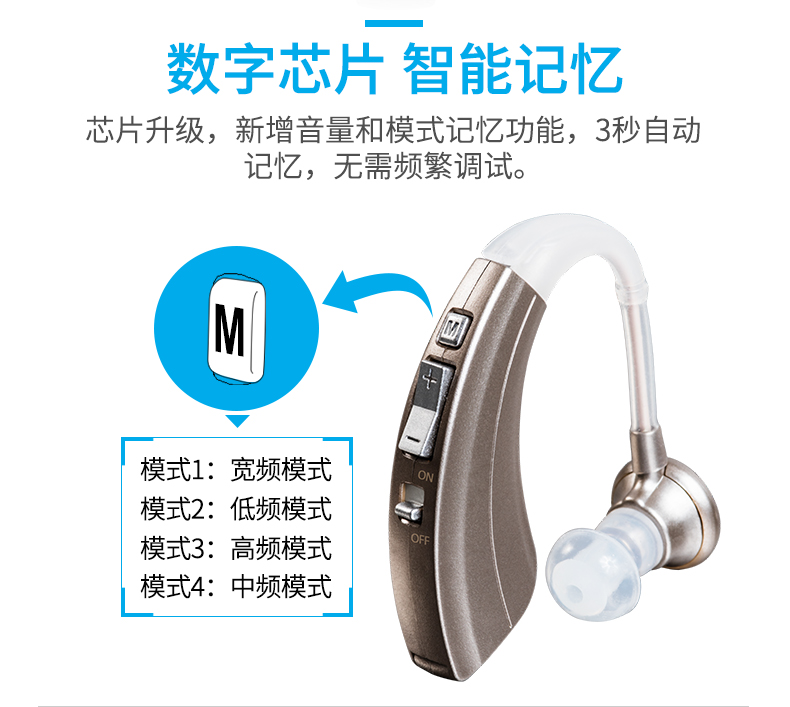 数字芯片 智能记忆
芯片升级，新增音量和模式记忆功能，3秒自动
记忆，无需频繁调试。
M
M
+
-
ON
OFF
模式1：宽频模式
模式2：低频模式
模式3：高频模式
模式4：中频模式